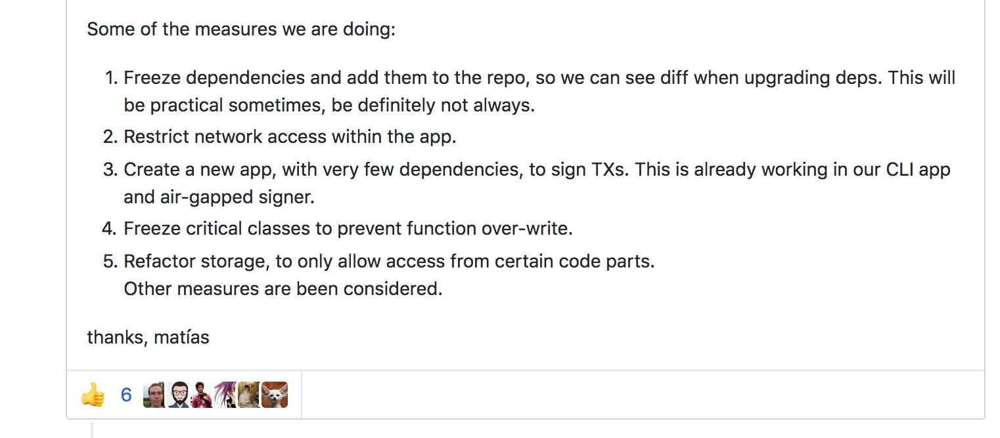 Some of the measures we are doing:
1. Freeze dependencies and add them to the repo, so we can see diff when upgrading deps. This will
be practical sometimes, be definitely not always.
2. Restrict network access within the app.
3. Create a new app, with very few dependencies, to sign TXs. This is already working in our CLI app
and air-gapped signer.
4. Freeze critical classes to prevent function over-write.
5. Refactor storage, to only allow access from certain code parts.
Other measures are been considered.
thanks, matías
6